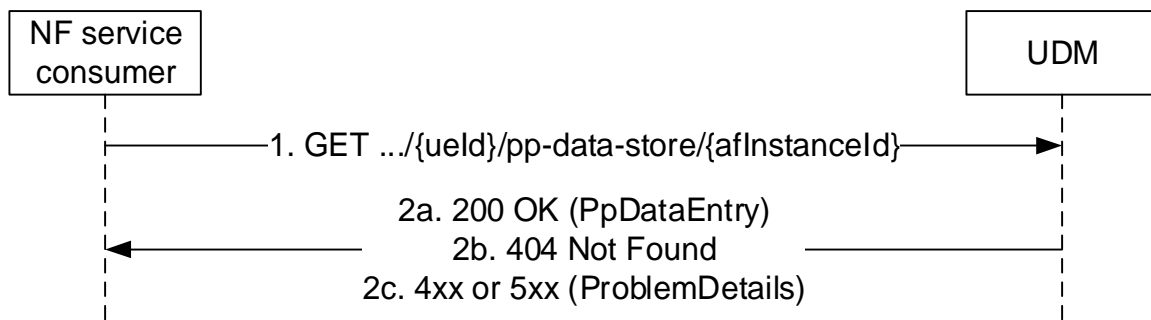 NF service
consumer
UDM
1. GET .../{ueId}/pp-data-store/{afInstanceId}
2a. 200 OK (PpDataEntry)
2b. 404 Not Found
2c. 4xx or 5xx (ProblemDetails)